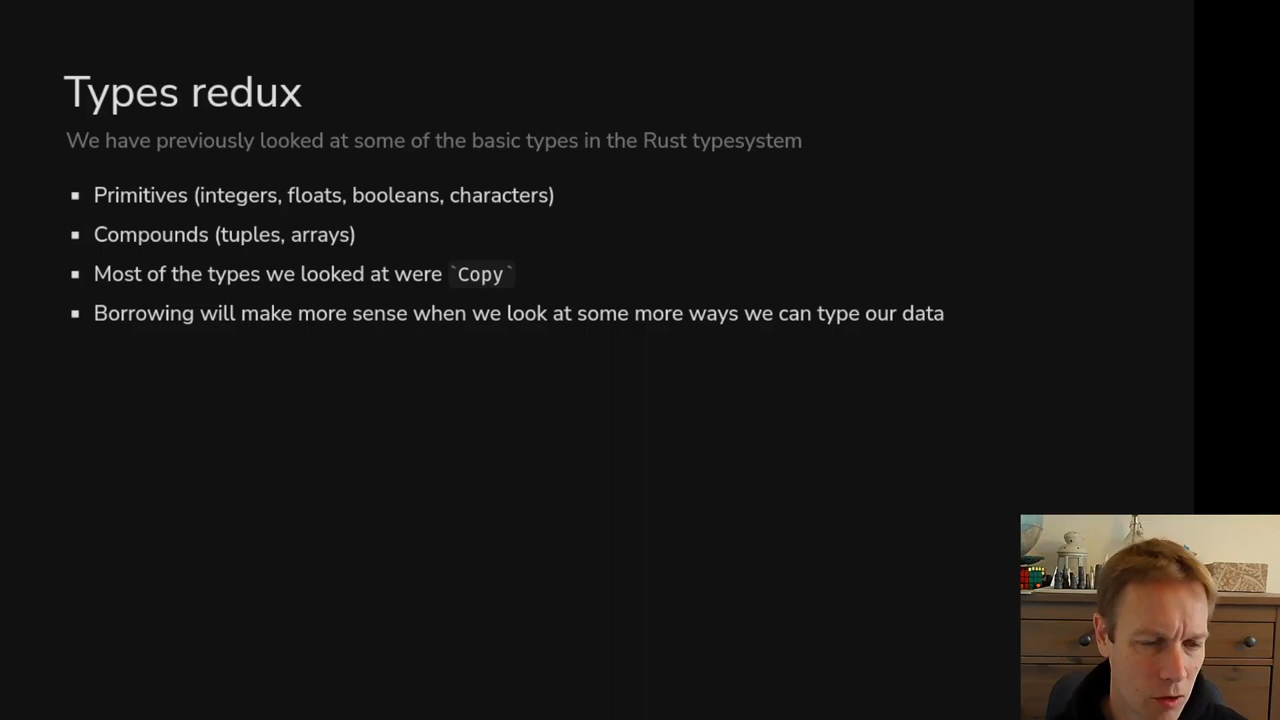 Types redux
We have previously looked at some of the basic types in the Rust typesystem
Primitives (integers, floats, booleans, characters)
Compounds (tuples, arrays)
Most of the types we looked at were `Copy`
Borrowing will make more sense when we look at some more ways we can type our data